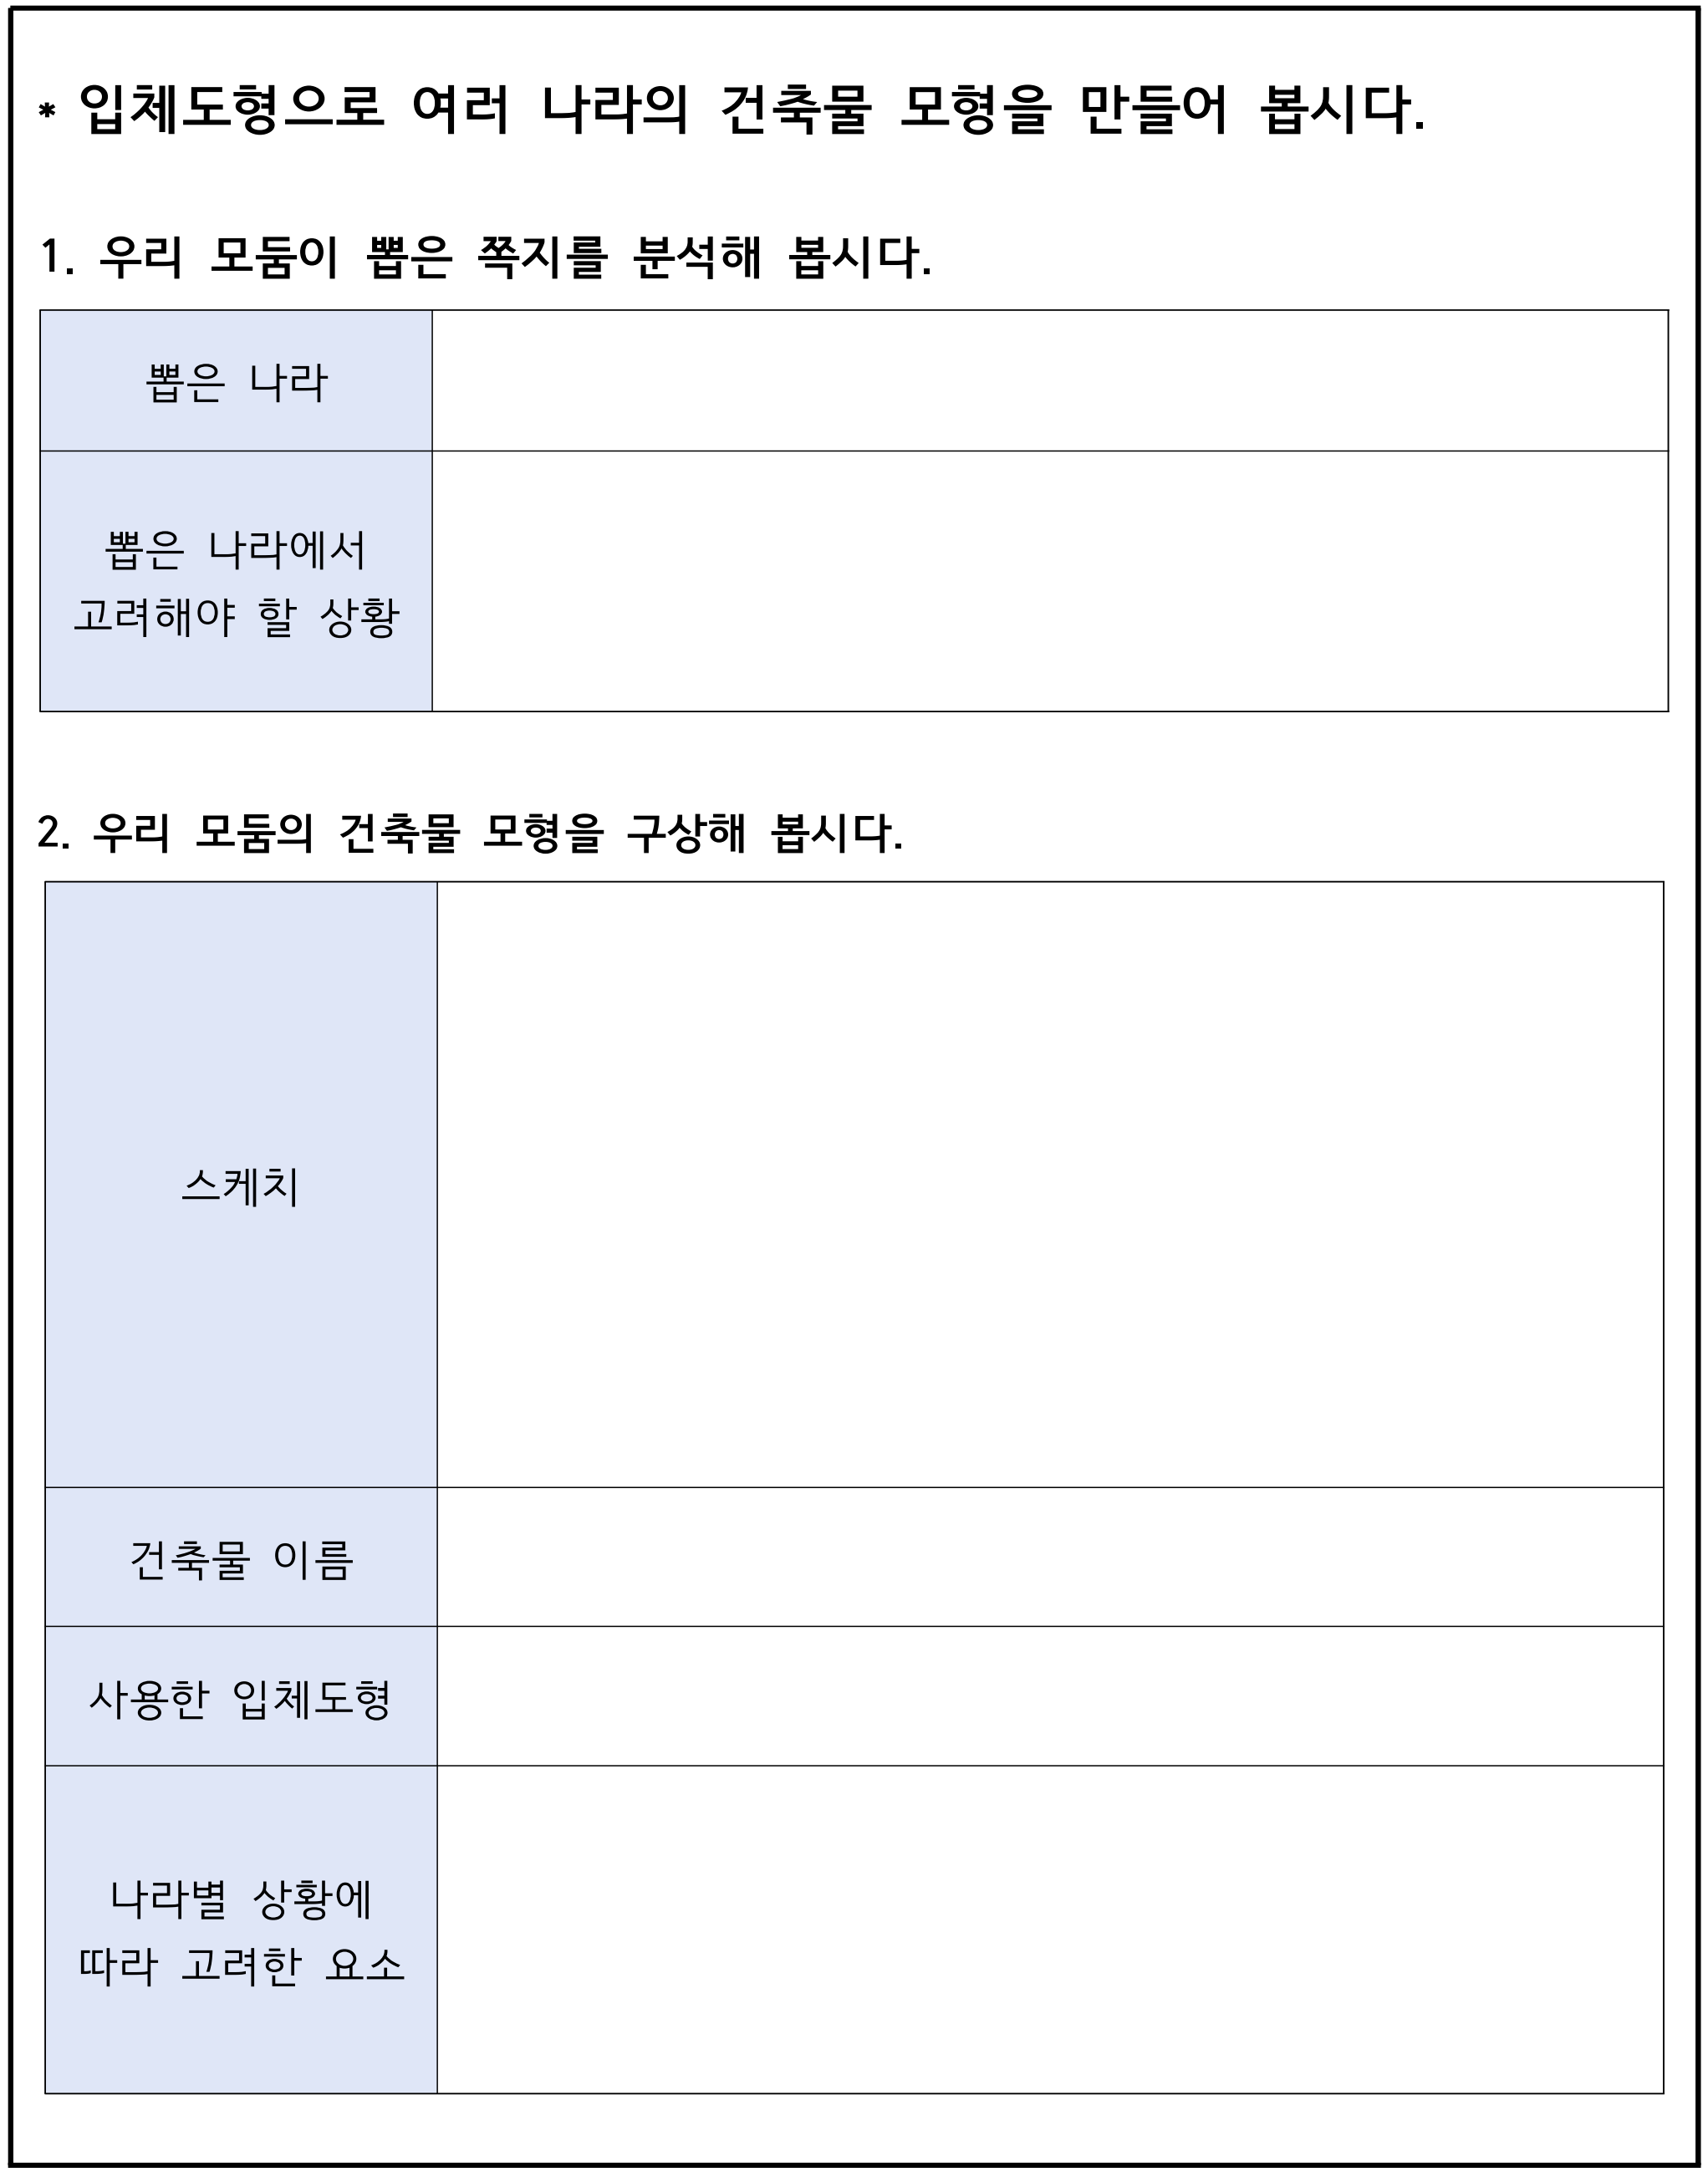 * 입체도형으로 여러 나라의 건축물 모형을 만들어 봅시다.
1. 우리 모둠이 뽑은 쪽지를 분석해 봅시다.
뽑은 나라
뽑은 나라에서
고려해야 할 상황
2. 우리 모둠의 건축물 모형을 구상해 봅시다.
스케치
건축물 이름
사용한 입체도형
나라별 상황에
따라 고려한 요소